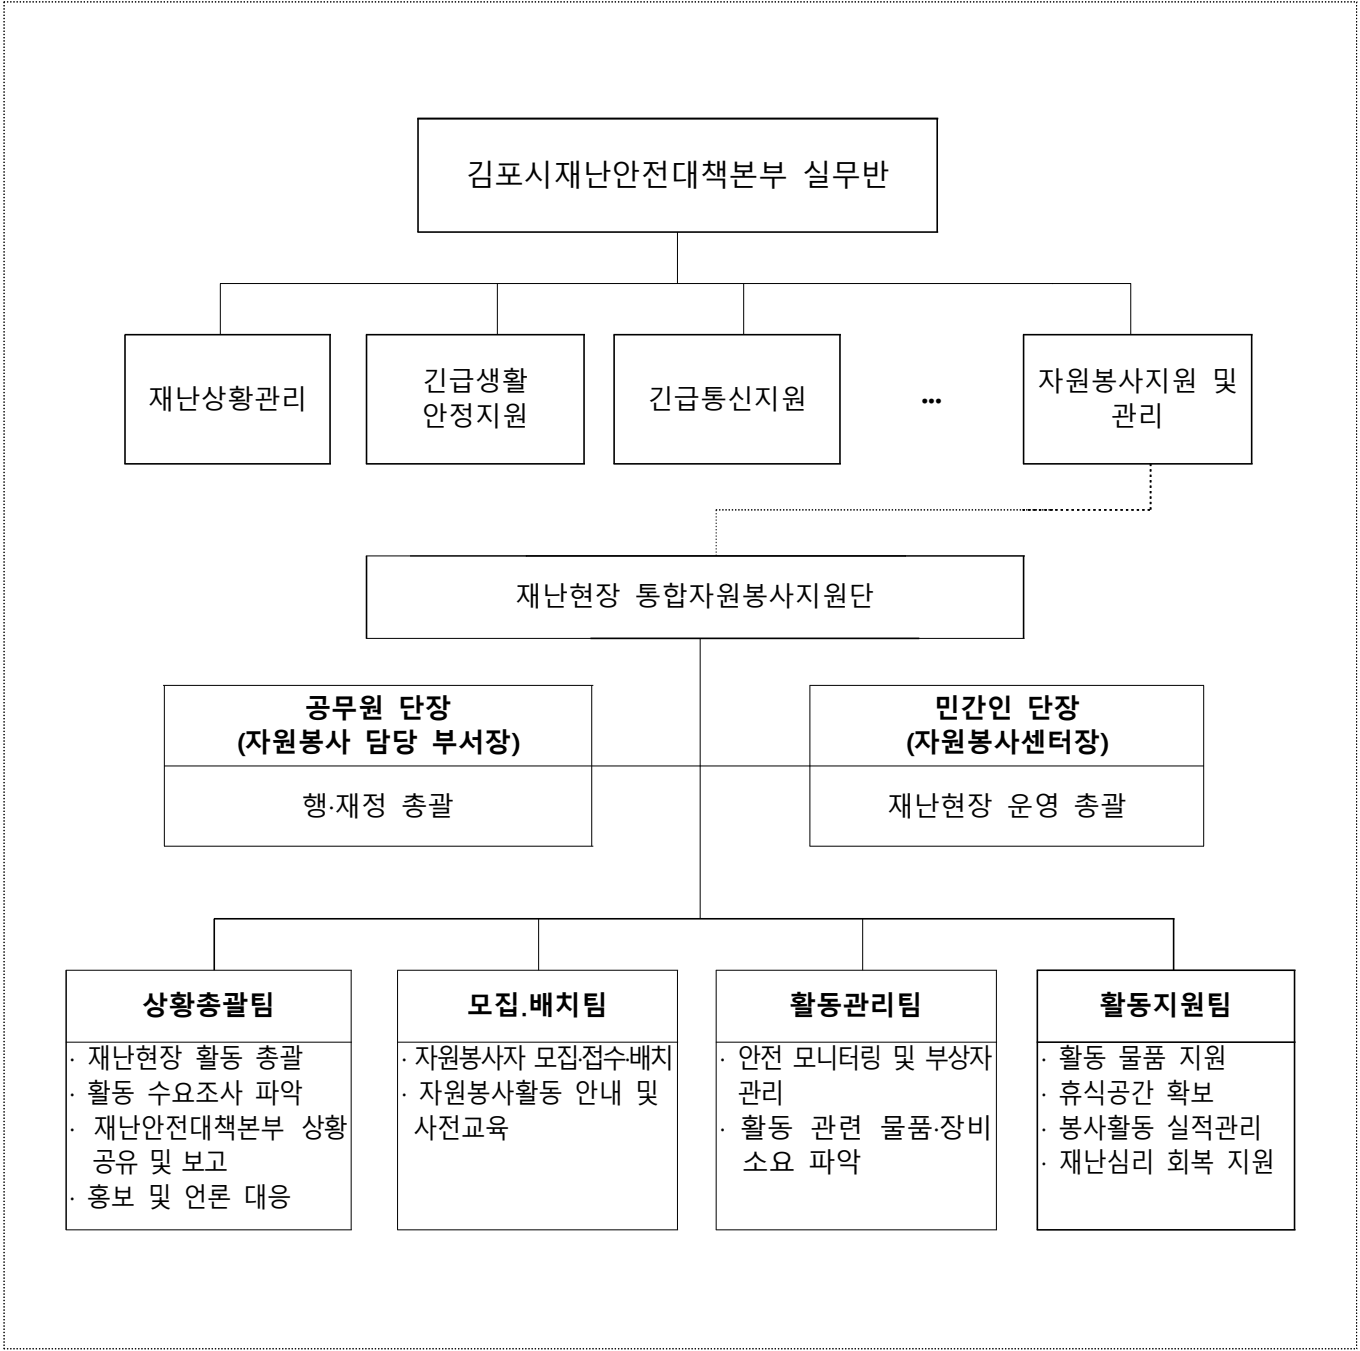 김포시재난안전대책본부 실무반
재난상황관리
긴급생활
안정지원
긴급통신지원
...
자원봉사지원 및
관리
재난현장 통합자원봉사지원단
공무원 단장
(자원봉사 담당 부서장)
행·재정 총괄
민간인 단장
(자원봉사센터장)
재난현장 운영 총괄
상황총괄팀
· 재난현장 활동 총괄
· 활동 수요조사 파악
· 재난안전대책본부 상황
공유 및 보고
· 홍보 및 언론 대응
모집.배치팀
· 자원봉사자 모집·접수·배치
· 자원봉사활동 안내 및
사전교육
활동관리팀
· 안전 모니터링 및 부상자
관리
· 활동 관련 물품·장비
소요 파악
활동지원팀
· 활동 물품 지원
· 휴식공간 확보
· 봉사활동 실적관리
· 재난심리 회복 지원